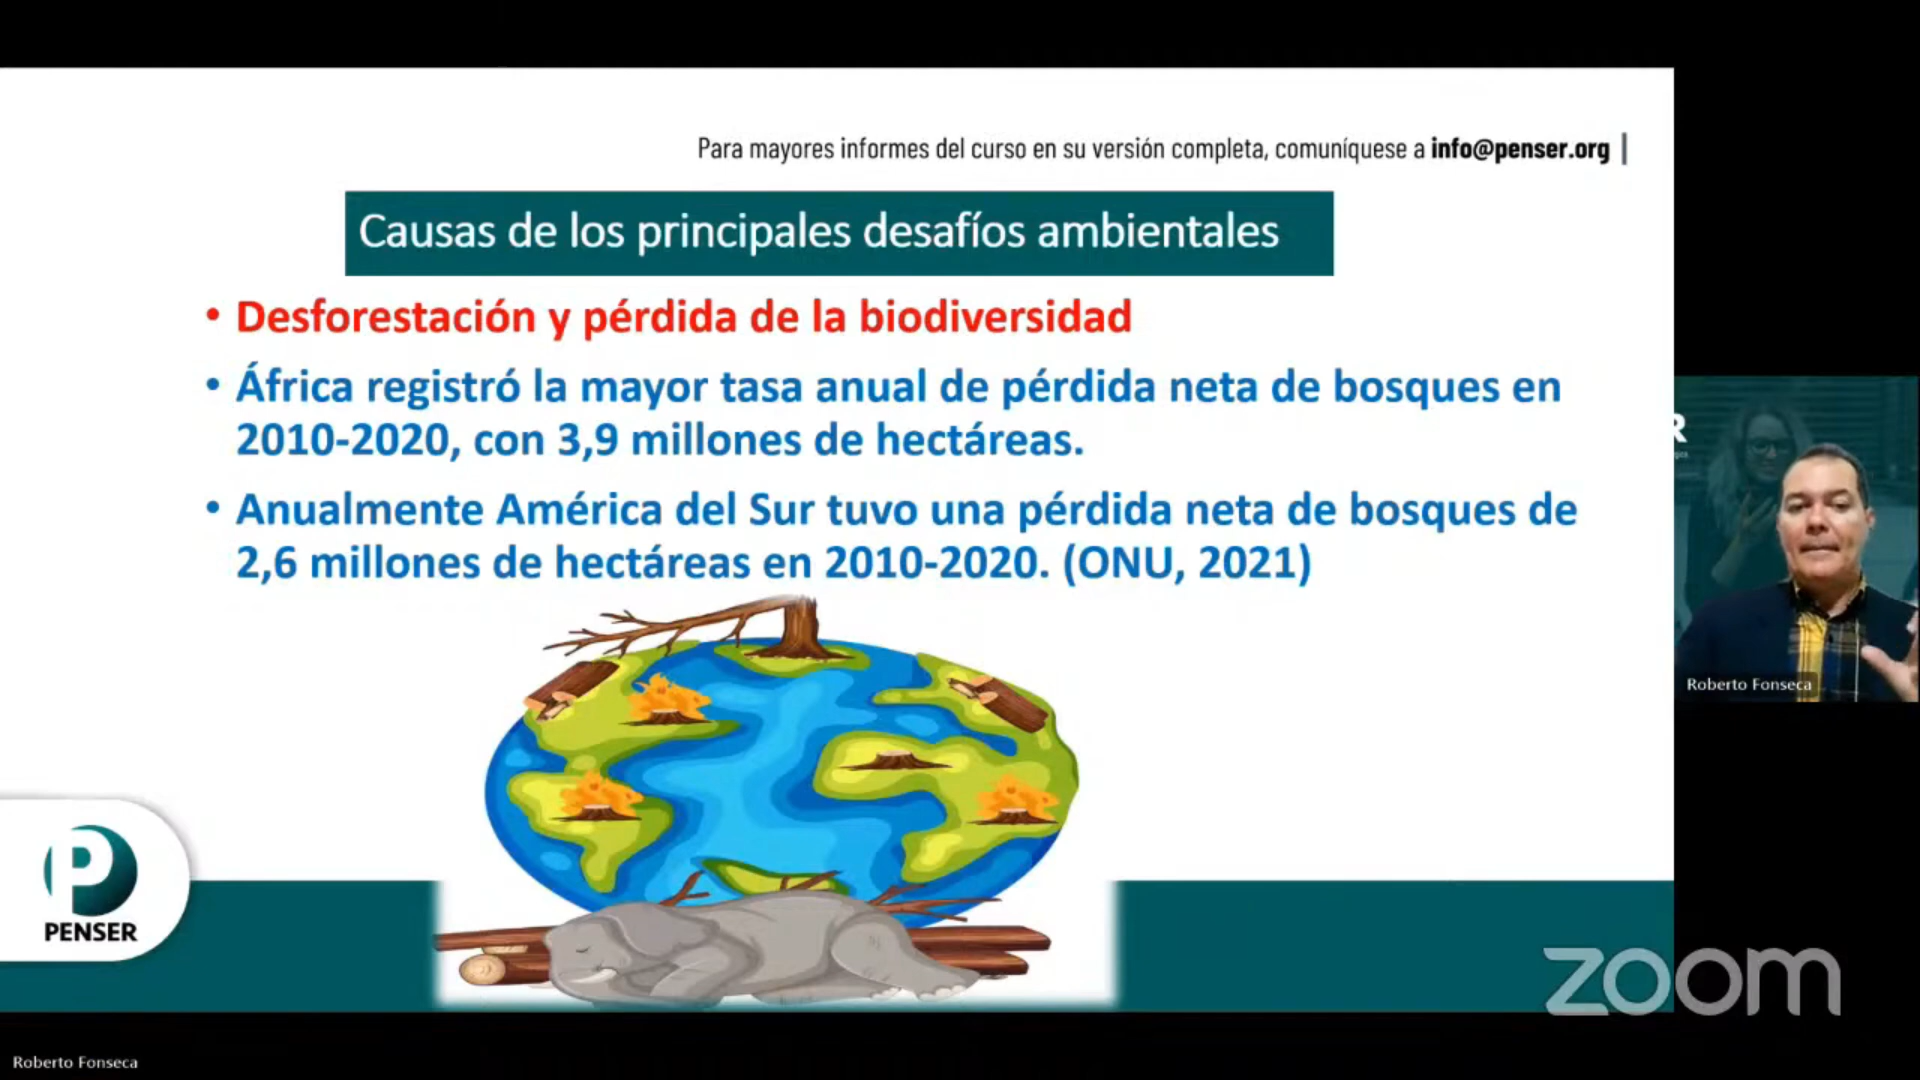 Para mayores informes del curso en su versión completa, comuníquese a info@penser.org |
Causas de los principales desafíos ambientales
• Desforestación y pérdida de la biodiversidad
• África registró la mayor tasa anual de pérdida neta de bosques en
2010-2020, con 3,9 millones de hectáreas.
• Anualmente América del Sur tuvo una pérdida neta de bosques de
2,6 millones de hectáreas en 2010-2020. (ONU, 2021)
R
Roberto Fonseca
P
PENSER
zoom
Roberto Fonseca